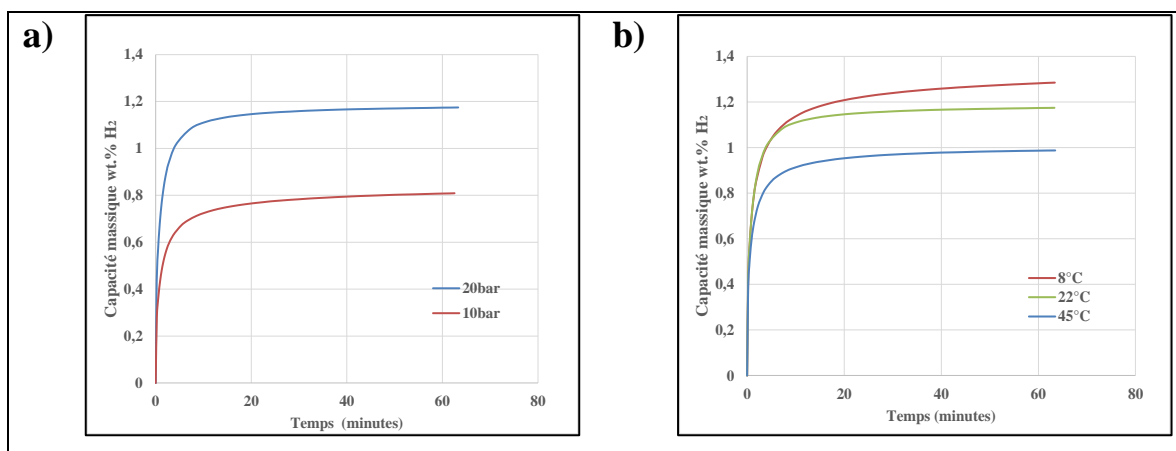 a)
Capacité massique wt.% H₂
1,4
1,2
1
0,8
0,6
0,4
0,2
0
0 20 40 60 80
Temps (minutes)
20bar
10bar
b)
Capacité massique wt.% H₂
1,4
1,2
1
0,8
0,6
0,4
0,2
0
0 20 40 60 80
Temps (minutes)
8°C
22°C
45°C